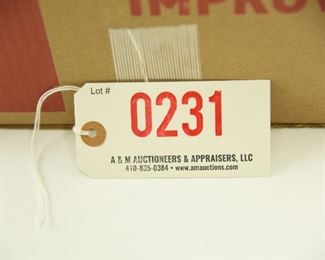 IMPROV
Lot #
0231
A & M AUCTIONEERS & APPRAISERS, LLC
410-835-0384 • www.amauctions.com